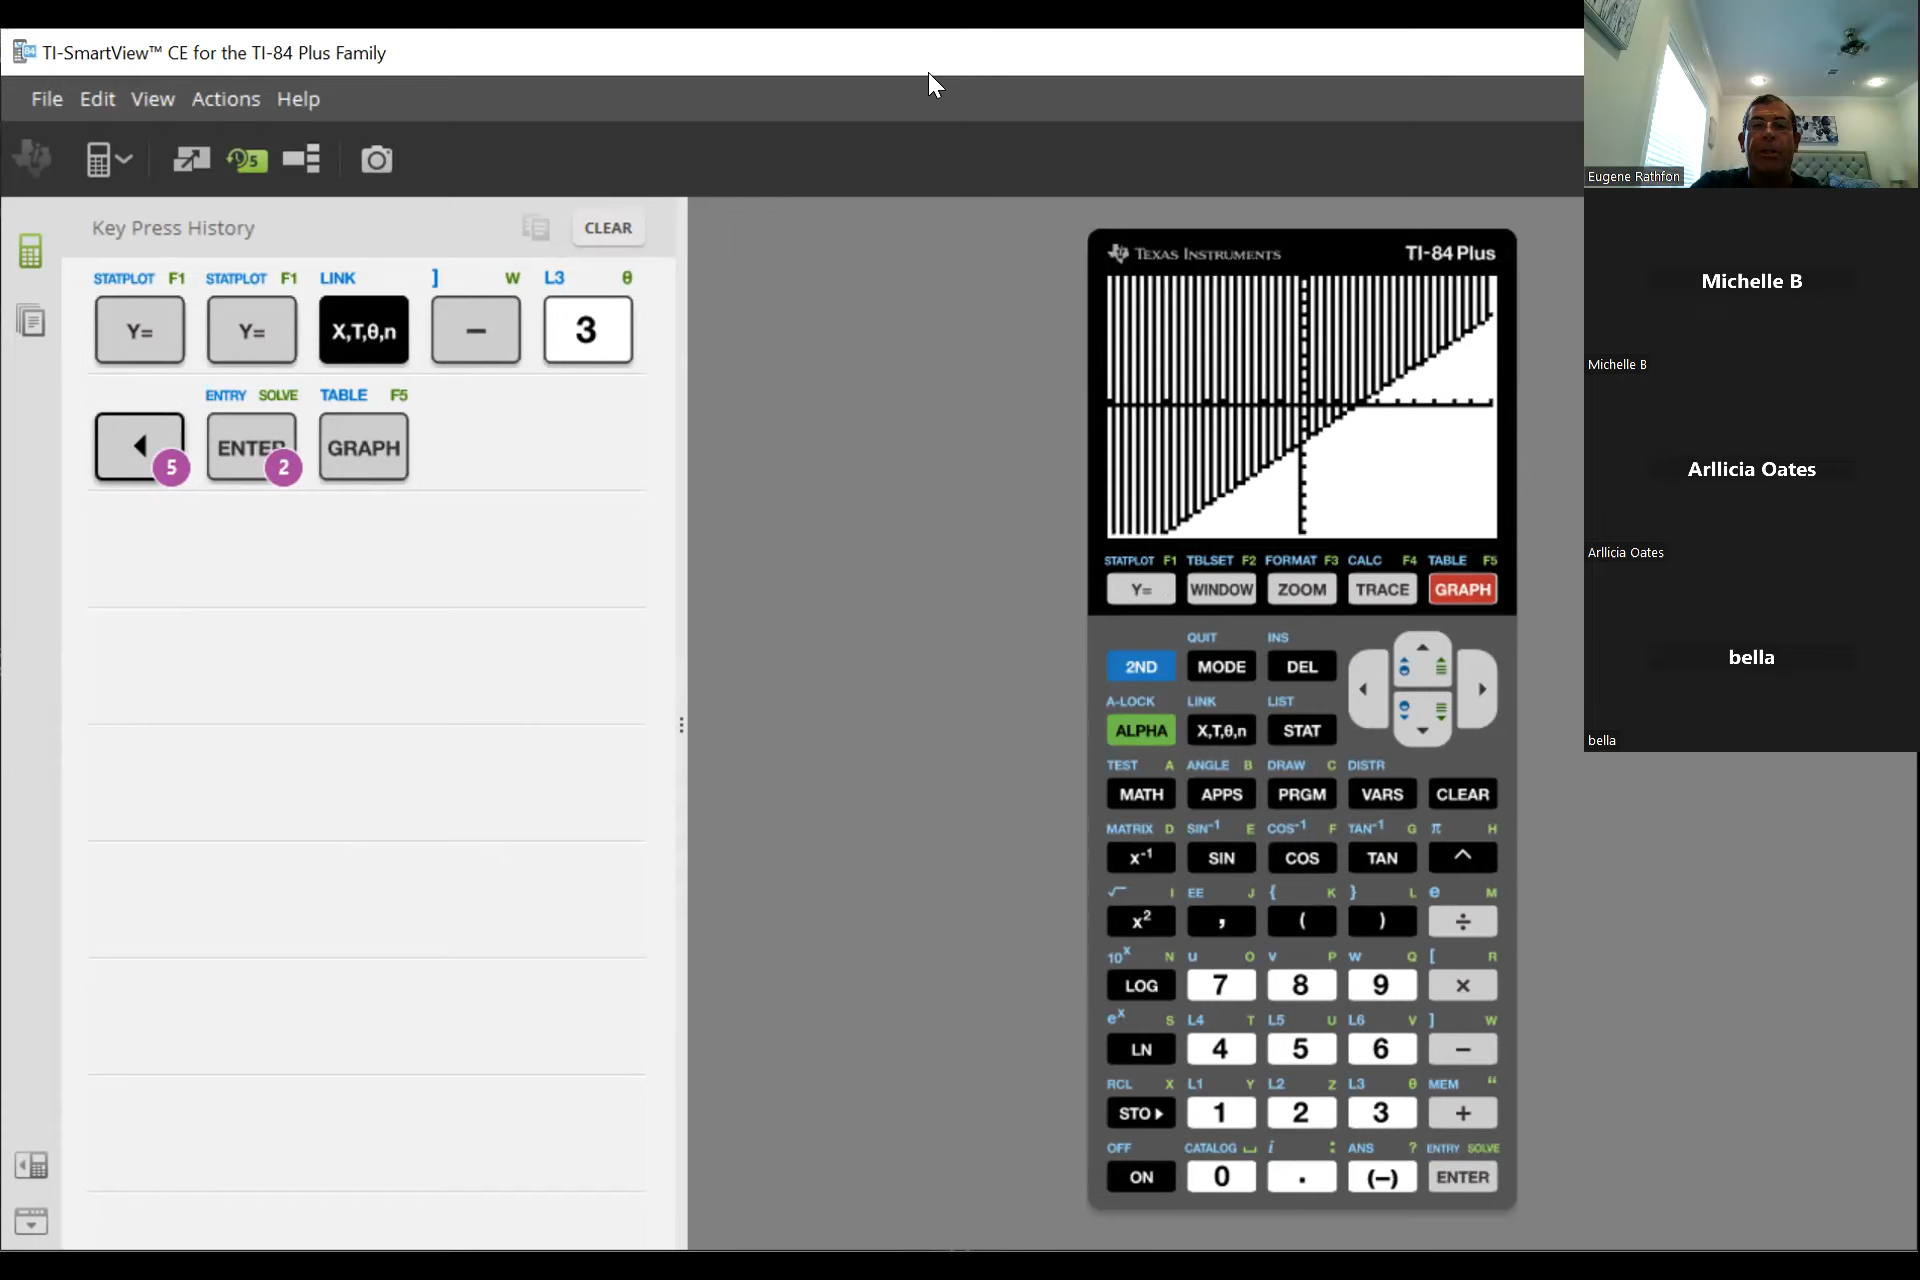 TI-SmartView™ CE for the TI-84 Plus Family
File Edit View Actions Help
5
Key Press History
CLEAR
STATPLOT F1 STATPLOT F1 LINK ] W L3 θ
Y= Y= X,T,θ,n − 3
ENTRY SOLVE TABLE F5
ENTER GRAPH
5 2
TEXAS INSTRUMENTS TI-84 Plus
STATPLOT F1 TBLSET F2 FORMAT F3 CALC F4 TABLE F5
Y= WINDOW ZOOM TRACE GRAPH
QUIT INS
2ND MODE DEL
A-LOCK LINK LIST
ALPHA X,T,θ,n STAT
TEST A ANGLE B DRAW C DISTR
MATH APPS PRGM VARS CLEAR
MATRIX D SIN⁻¹ E COS⁻¹ F TAN⁻¹ G π H
x⁻¹ SIN COS TAN ^
√ I EE J { K } L e M
x² , ( ) ÷
10ˣ N u O v P w Q [ R
LOG 7 8 9 ×
eˣ S L4 T L5 U L6 V ] W
LN 4 5 6 −
RCL X L1 Y L2 Z L3 θ MEM “
STO▸ 1 2 3 +
OFF CATALOG ⎵ i : ANS ? ENTRY SOLVE
ON 0 . (−) ENTER
Eugene Rathfon
Michelle B
Michelle B
Arllicia Oates
Arllicia Oates
bella
bella